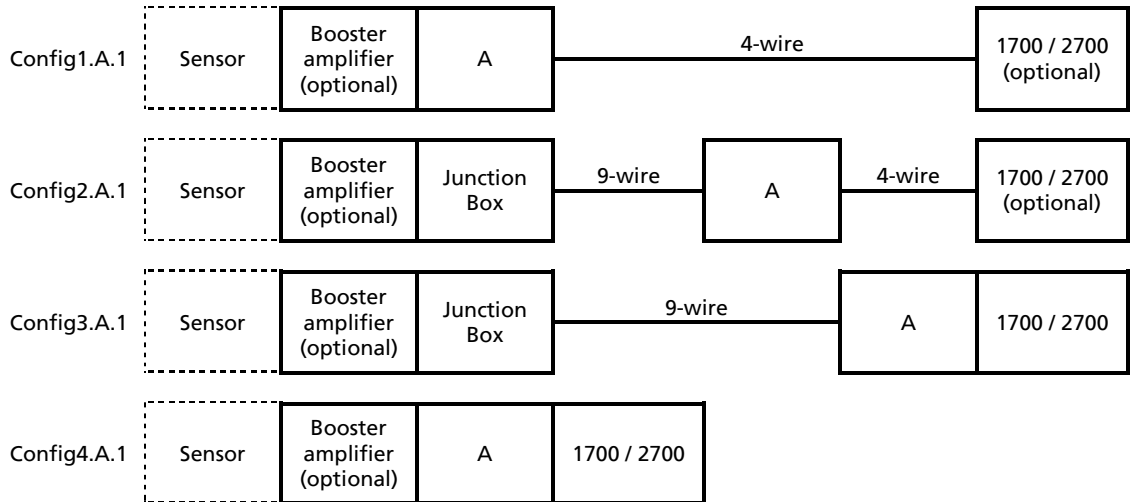 Config1.A.1
Sensor
Booster
amplifier
(optional)
A
4-wire
1700 / 2700
(optional)
Config2.A.1
Sensor
Booster
amplifier
(optional)
Junction
Box
9-wire
A
4-wire
1700 / 2700
(optional)
Config3.A.1
Sensor
Booster
amplifier
(optional)
Junction
Box
9-wire
A
1700 / 2700
Config4.A.1
Sensor
Booster
amplifier
(optional)
A
1700 / 2700